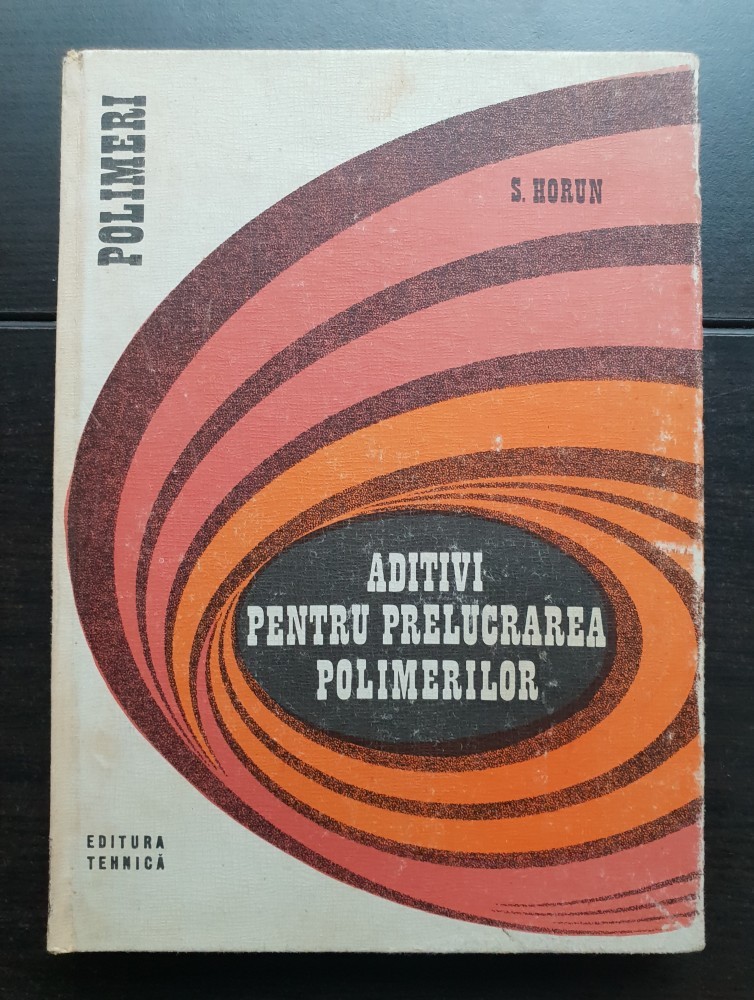 POLIMERI
S. HORUN
ADITIVI
PENTRU PRELUCRAREA
POLIMERILOR
EDITURA
TEHNICĂ